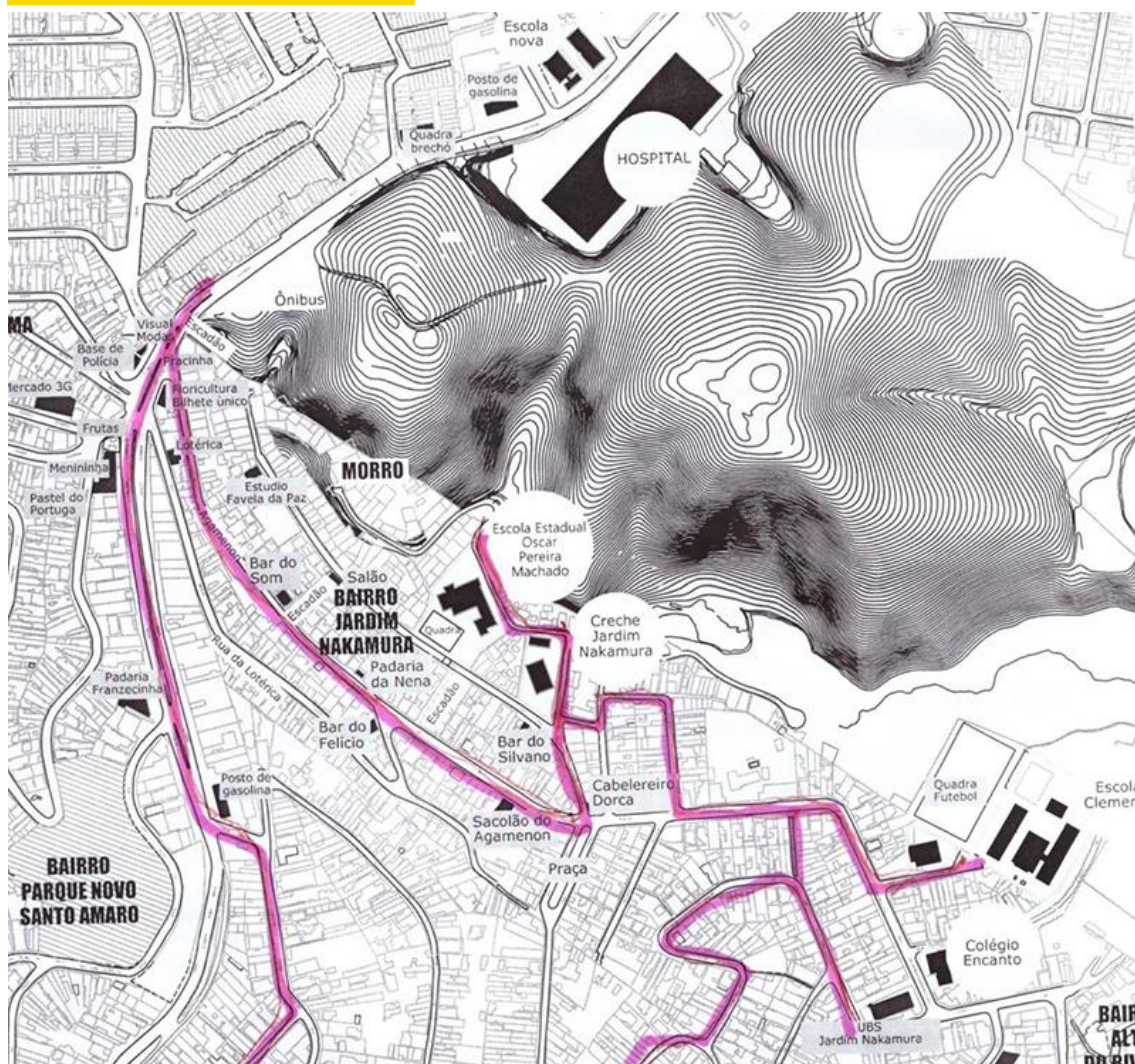 Escola
nova
Posto de
gasolina
Quadra
brechó
HOSPITAL
Ônibus
MA
Visual
Modas
Escadão
Base de
Polícia
Pracinha
Mercado 3G
Floricultura
Bilhete único
Frutas
Lotérica
Menininha
MORRO
Pastel do
Portuga
Estudio
Favela da Paz
Escola Estadual
Oscar
Pereira
Machado
Agamenon
Bar do
Som
Escadão
Salão
BAIRRO
JARDIM
NAKAMURA
Quadra
Creche
Jardim
Nakamura
Rua da Lotérica
Padaria
da Nena
Escadão
Padaria
Franzecinha
Bar do
Felício
Bar do
Silvano
Posto de
gasolina
Cabelereiro
Dorca
Quadra
Futebol
Escola
Clemen
Sacolão do
Agamenon
Praça
BAIRRO
PARQUE NOVO
SANTO AMARO
Colégio
Encanto
UBS
Jardim Nakamura
BAIR
AL